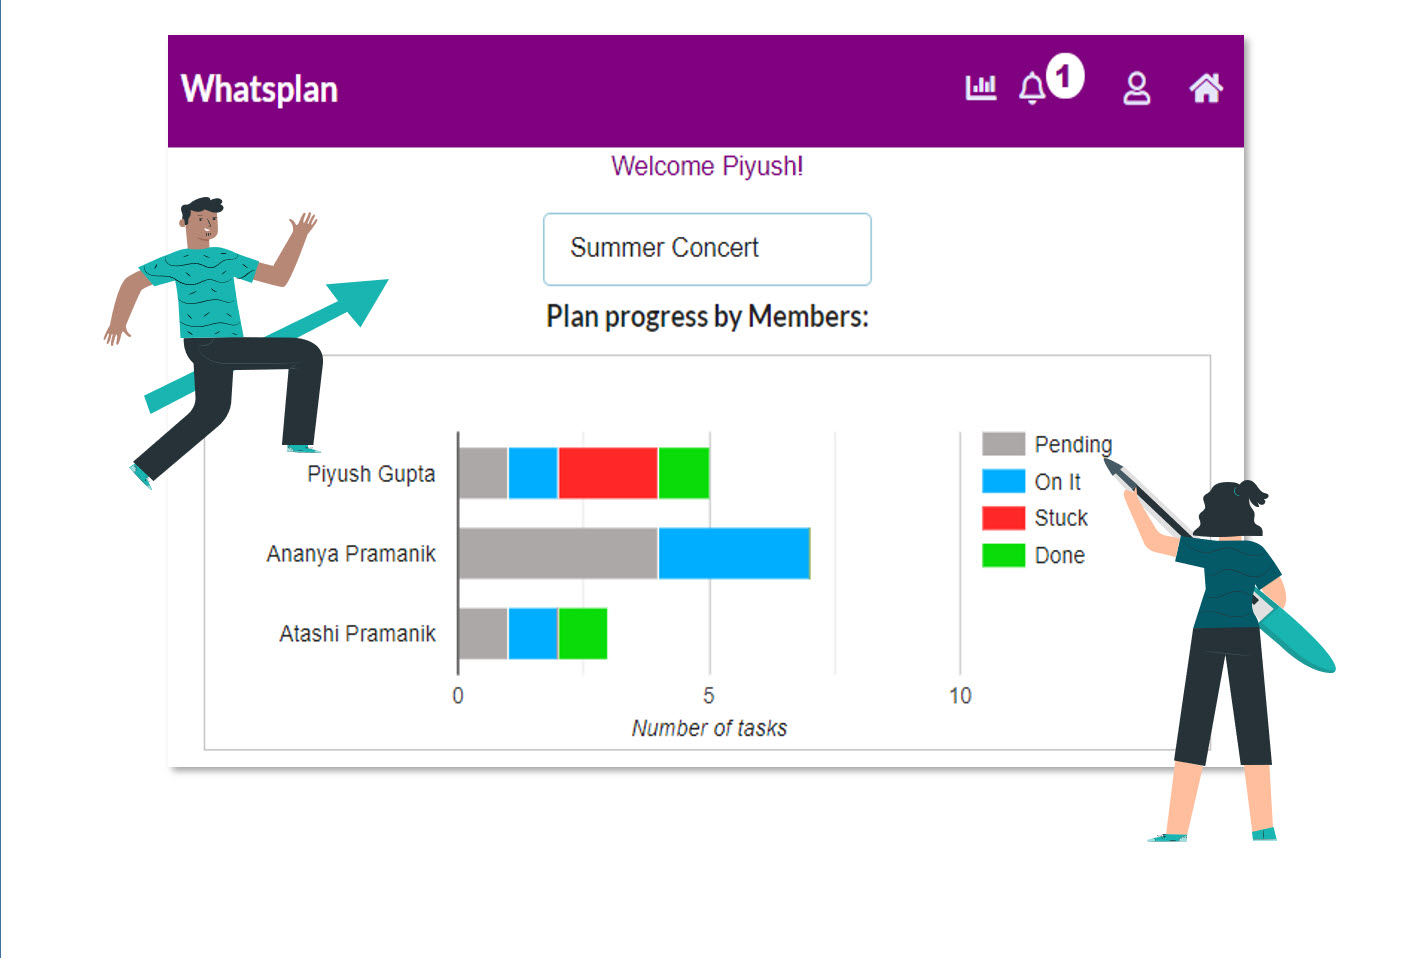 Whatsplan
1
Welcome Piyush!
Summer Concert
Plan progress by Members:
Pending
On It
Stuck
Done
Piyush Gupta
Ananya Pramanik
Atashi Pramanik
0 5 10
Number of tasks